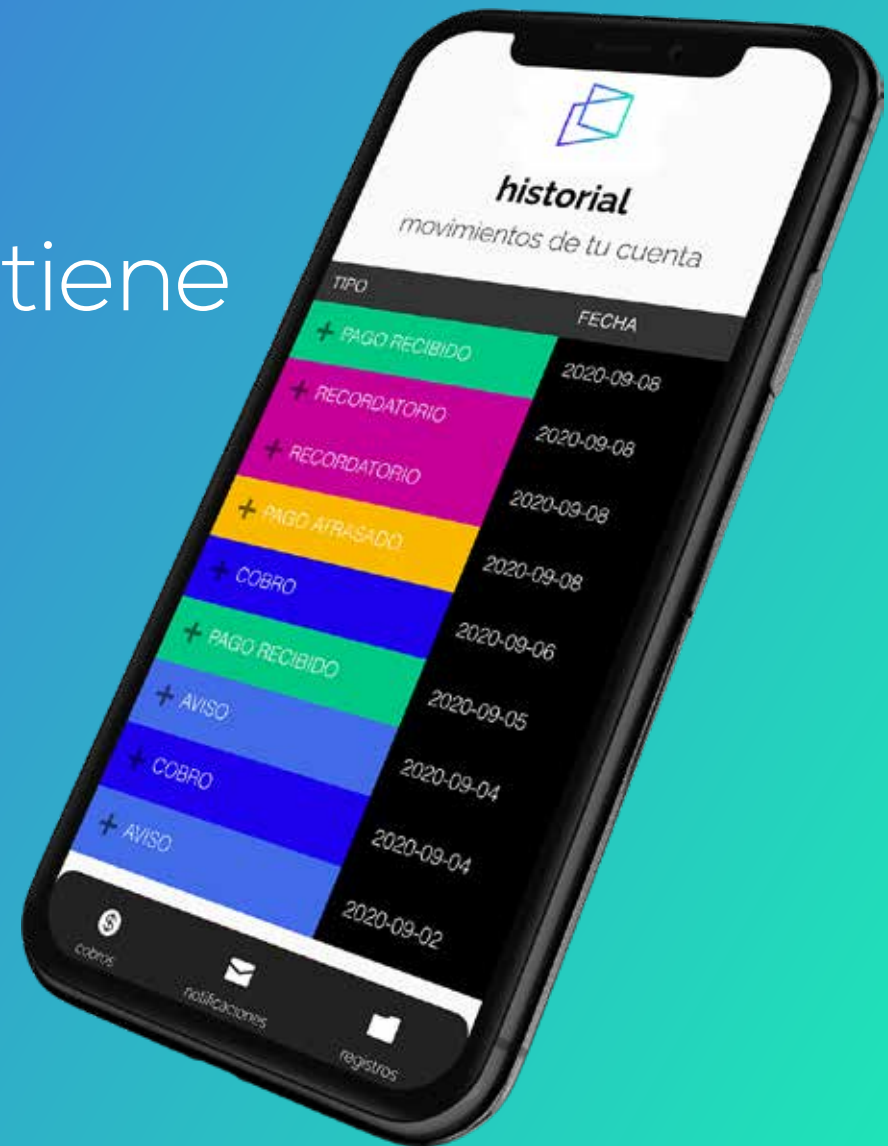 tiene
historial
movimientos de tu cuenta
TIPO FECHA
+ PAGO RECIBIDO 2020-09-08
+ RECORDATORIO 2020-09-08
+ RECORDATORIO 2020-09-08
+ PAGO ATRASADO 2020-09-08
+ COBRO 2020-09-06
+ PAGO RECIBIDO 2020-09-05
+ AVISO 2020-09-04
+ COBRO 2020-09-04
+ AVISO 2020-09-02
cobros notificaciones registros